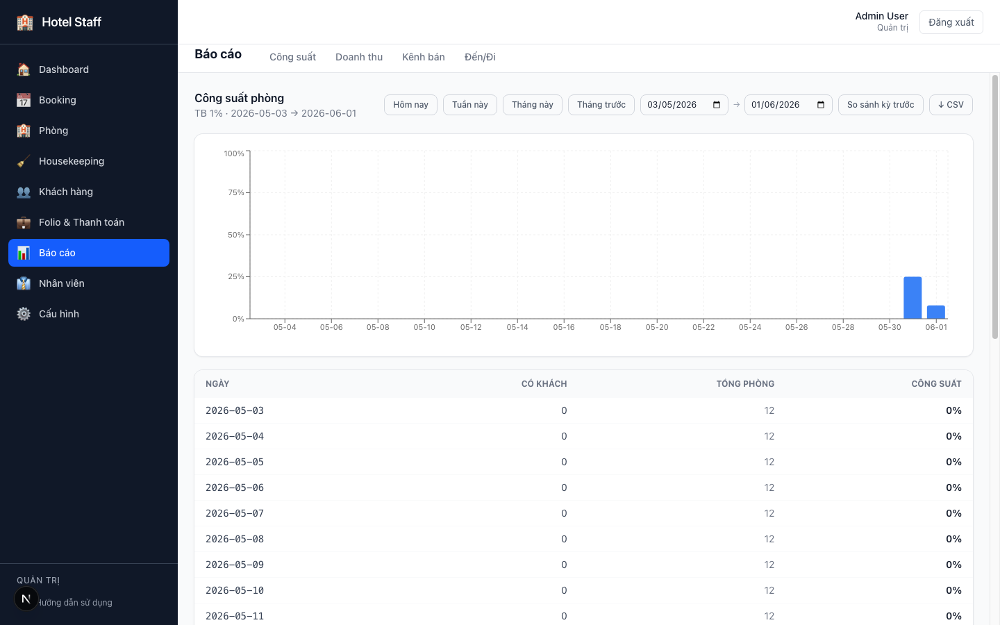 Hotel Staff
Dashboard
Booking
Phòng
Housekeeping
Khách hàng
Folio & Thanh toán
Báo cáo
Nhân viên
Cấu hình
QUẢN TRỊ
Hướng dẫn sử dụng
Admin User
Quản trị
Đăng xuất
Báo cáo Công suất Doanh thu Kênh bán Đến/Đi
Công suất phòng
TB 1% · 2026-05-03 → 2026-06-01
Hôm nay Tuần này Tháng này Tháng trước 03/05/2026 → 01/06/2026 So sánh kỳ trước ↓ CSV
100%
75%
50%
25%
0%
05-04 05-06 05-08 05-10 05-12 05-14 05-16 05-18 05-20 05-22 05-24 05-26 05-28 05-30 06-01
NGÀY CÓ KHÁCH TỔNG PHÒNG CÔNG SUẤT
2026-05-03 0 12 0%
2026-05-04 0 12 0%
2026-05-05 0 12 0%
2026-05-06 0 12 0%
2026-05-07 0 12 0%
2026-05-08 0 12 0%
2026-05-09 0 12 0%
2026-05-10 0 12 0%
2026-05-11 0 12 0%